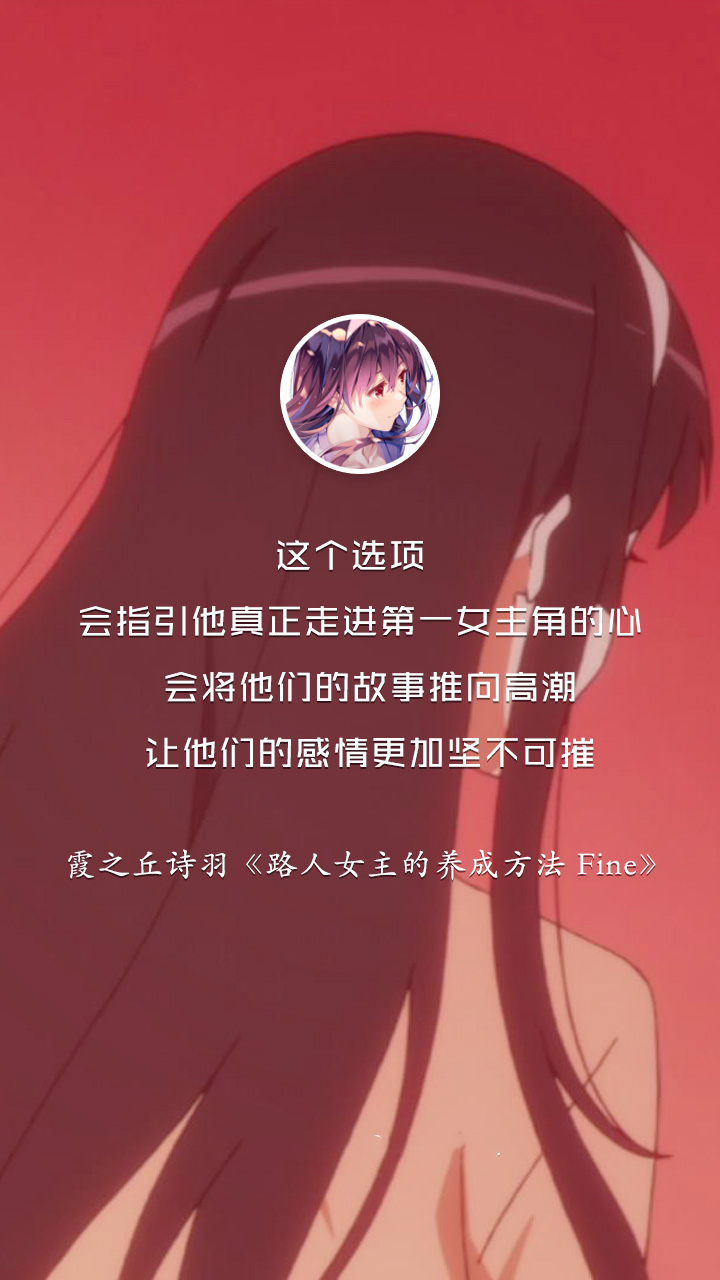 这个选项
会指引他真正走进第一女主角的心
会将他们的故事推向高潮
让他们的感情更加坚不可摧
霞之丘诗羽《路人女主的养成方法 Fine》